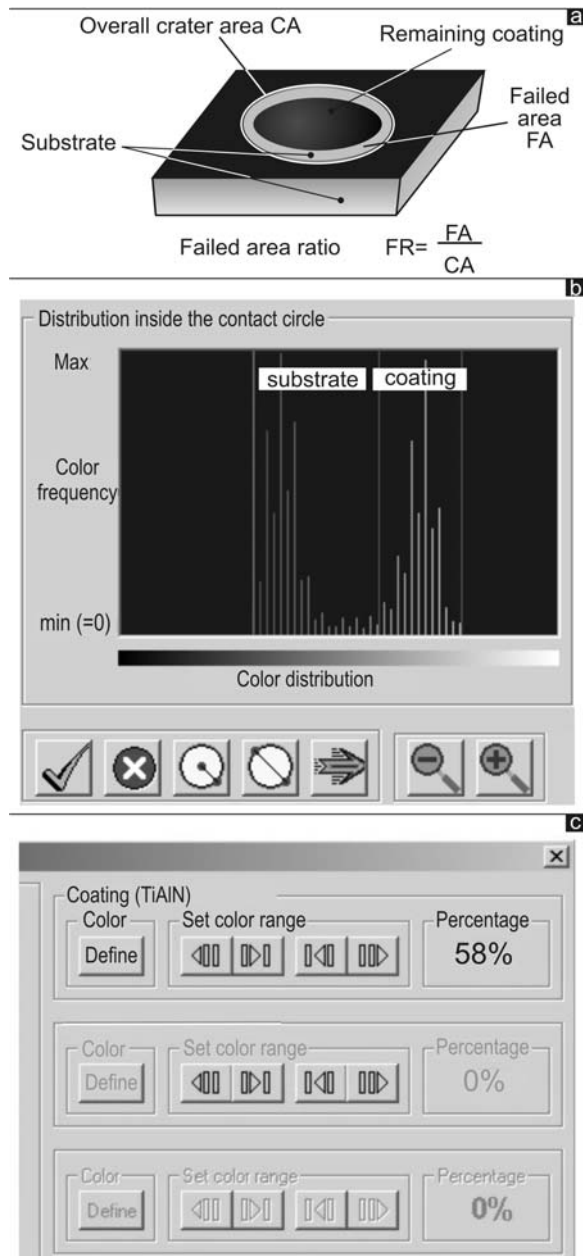 a
Overall crater area CA
Remaining coating
Failed
area
FA
Substrate
Failed area ratio FR= FA
CA
b
Distribution inside the contact circle
Max
substrate
coating
Color
frequency
min (=0)
Color distribution
c
Coating (TiAlN)
Color
Set color range
Percentage
Define
58%
Color
Set color range
Percentage
Define
0%
Color
Set color range
Percentage
Define
0%